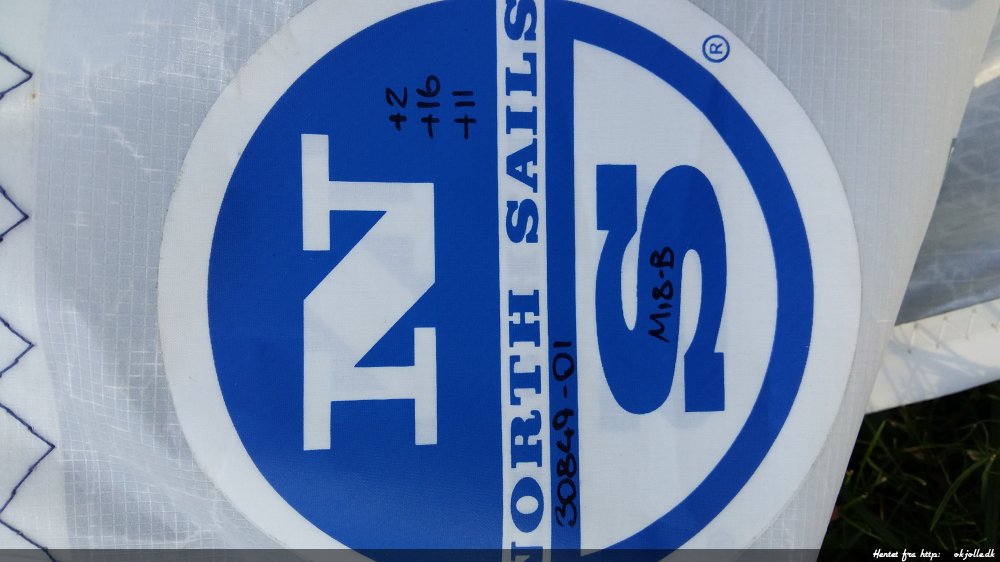 +2
+16
+11
N
NORTH SAILS
30849-01
S
®
M18-B
Hentet fra http: okjolle.dk